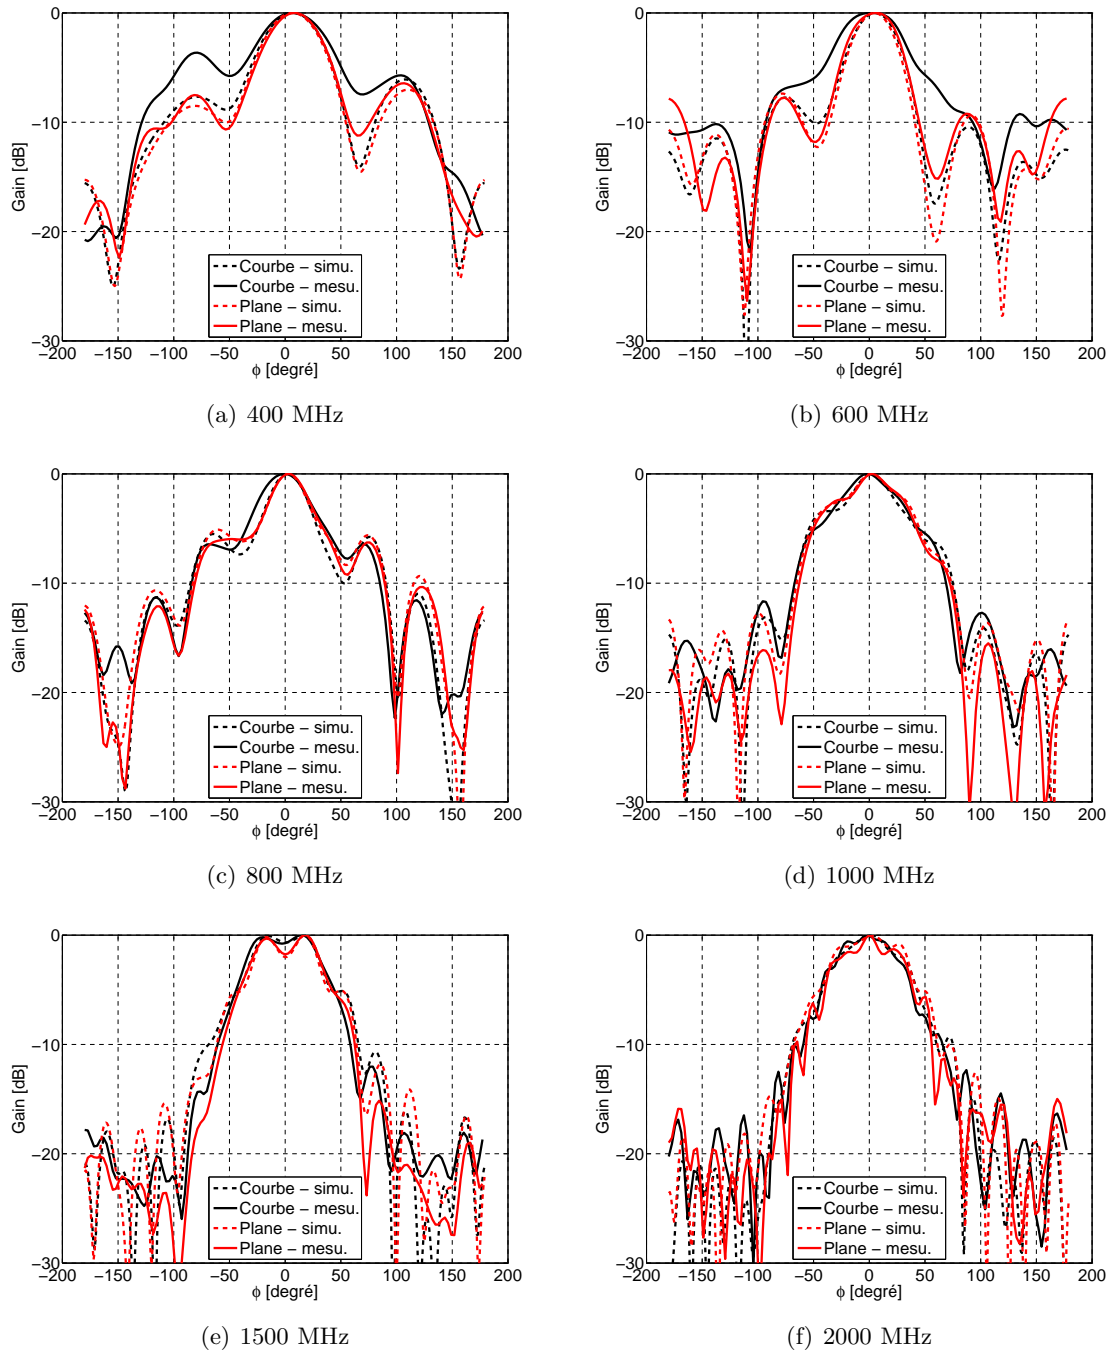 0
−10
−20
−30
Gain [dB]
−200 −150 −100 −50 0 50 100 150 200
ϕ [degré]
Courbe − simu.
Courbe − mesu.
Plane − simu.
Plane − mesu.
(a) 400 MHz
0
−10
−20
−30
Gain [dB]
−200 −150 −100 −50 0 50 100 150 200
ϕ [degré]
Courbe − simu.
Courbe − mesu.
Plane − simu.
Plane − mesu.
(b) 600 MHz
0
−10
−20
−30
Gain [dB]
−200 −150 −100 −50 0 50 100 150 200
ϕ [degré]
Courbe − simu.
Courbe − mesu.
Plane − simu.
Plane − mesu.
(c) 800 MHz
0
−10
−20
−30
Gain [dB]
−200 −150 −100 −50 0 50 100 150 200
ϕ [degré]
Courbe − simu.
Courbe − mesu.
Plane − simu.
Plane − mesu.
(d) 1000 MHz
0
−10
−20
−30
Gain [dB]
−200 −150 −100 −50 0 50 100 150 200
ϕ [degré]
Courbe − simu.
Courbe − mesu.
Plane − simu.
Plane − mesu.
(e) 1500 MHz
0
−10
−20
−30
Gain [dB]
−200 −150 −100 −50 0 50 100 150 200
ϕ [degré]
Courbe − simu.
Courbe − mesu.
Plane − simu.
Plane − mesu.
(f) 2000 MHz